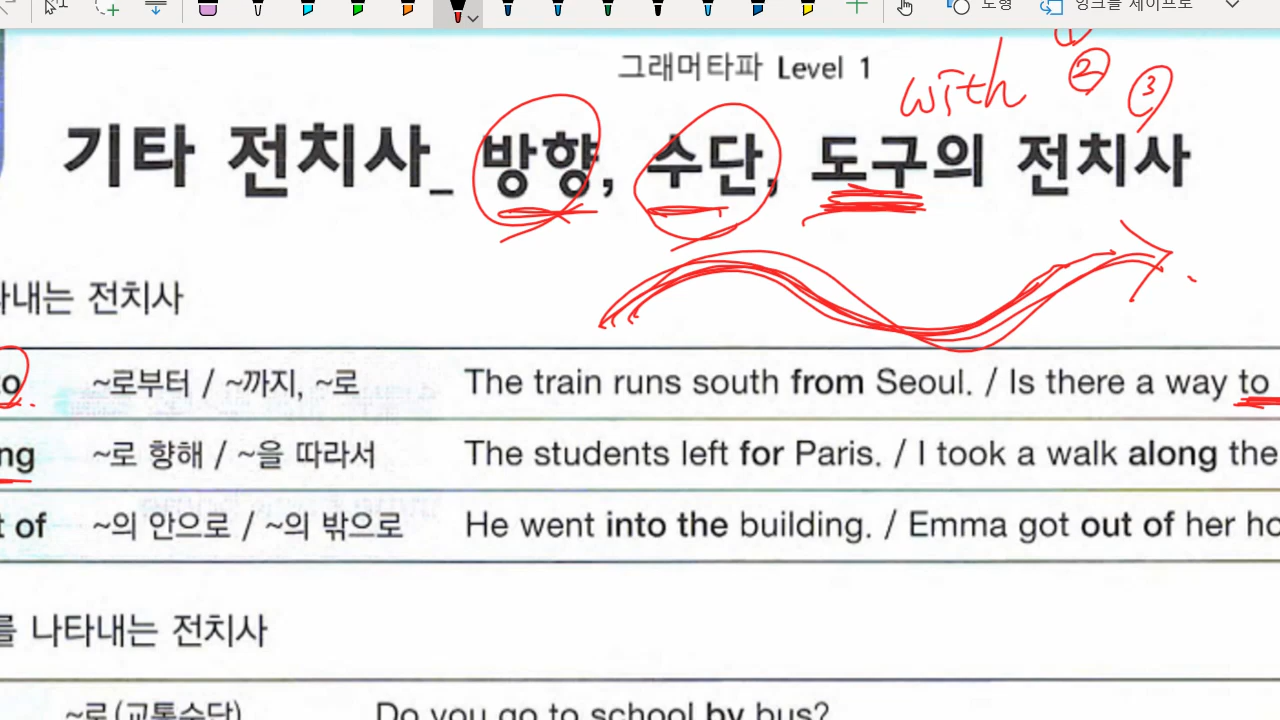 도형 잉크를 셰이프로
그래머타파 Level 1
with ① ② ③
기타 전치사_ 방향, 수단, 도구의 전치사
타내는 전치사
to ~로부터 / ~까지, ~로 The train runs south from Seoul. / Is there a way to
ng ~로 향해 / ~을 따라서 The students left for Paris. / I took a walk along the
t of ~의 안으로 / ~의 밖으로 He went into the building. / Emma got out of her ho
를 나타내는 전치사
~로 (교통수단) Do you go to school by bus?